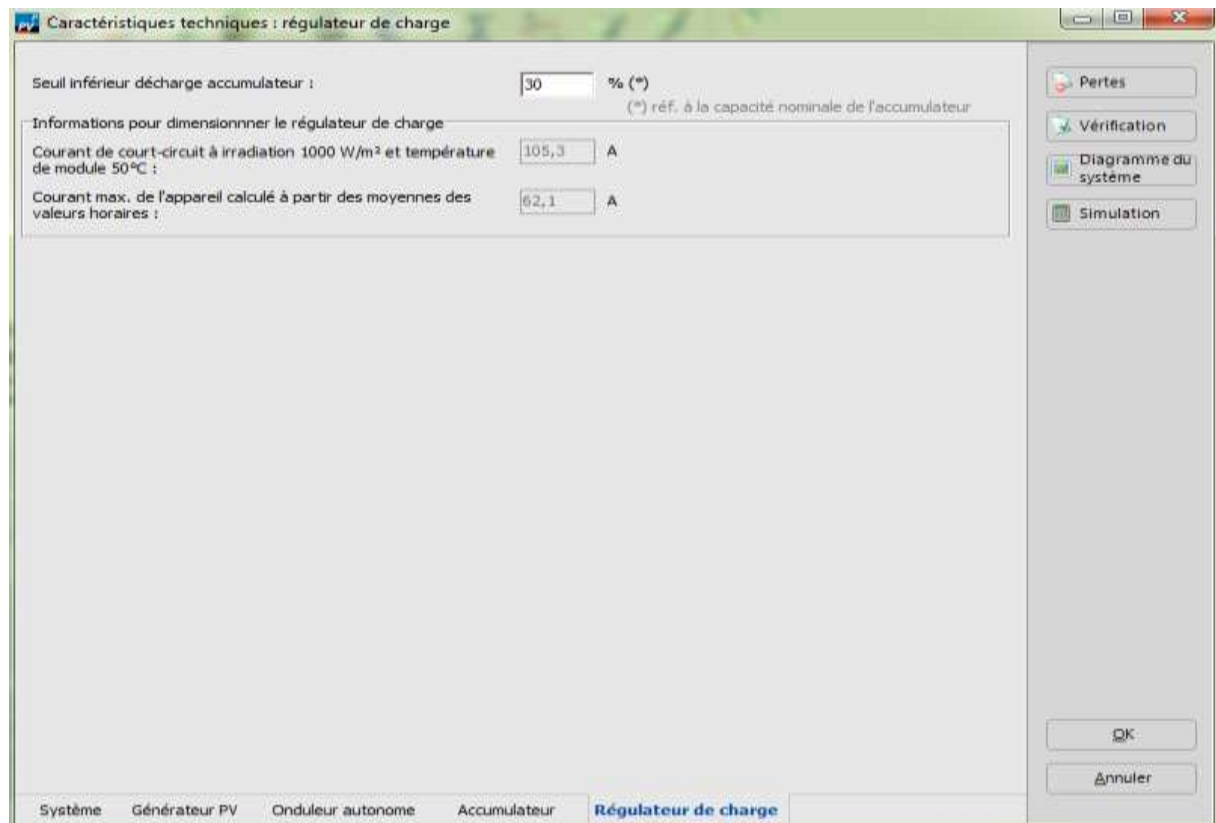 Caractéristiques techniques : régulateur de charge
Seuil inférieur décharge accumulateur :
30
% (*)
(*) réf. à la capacité nominale de l'accumulateur
Informations pour dimensionnner le régulateur de charge
Courant de court-circuit à irradiation 1000 W/m² et température
de module 50°C :
105,3
A
Courant max. de l'appareil calculé à partir des moyennes des
valeurs horaires :
62,1
A
Pertes
Vérification
Diagramme du
système
Simulation
OK
Annuler
Système
Générateur PV
Onduleur autonome
Accumulateur
Régulateur de charge